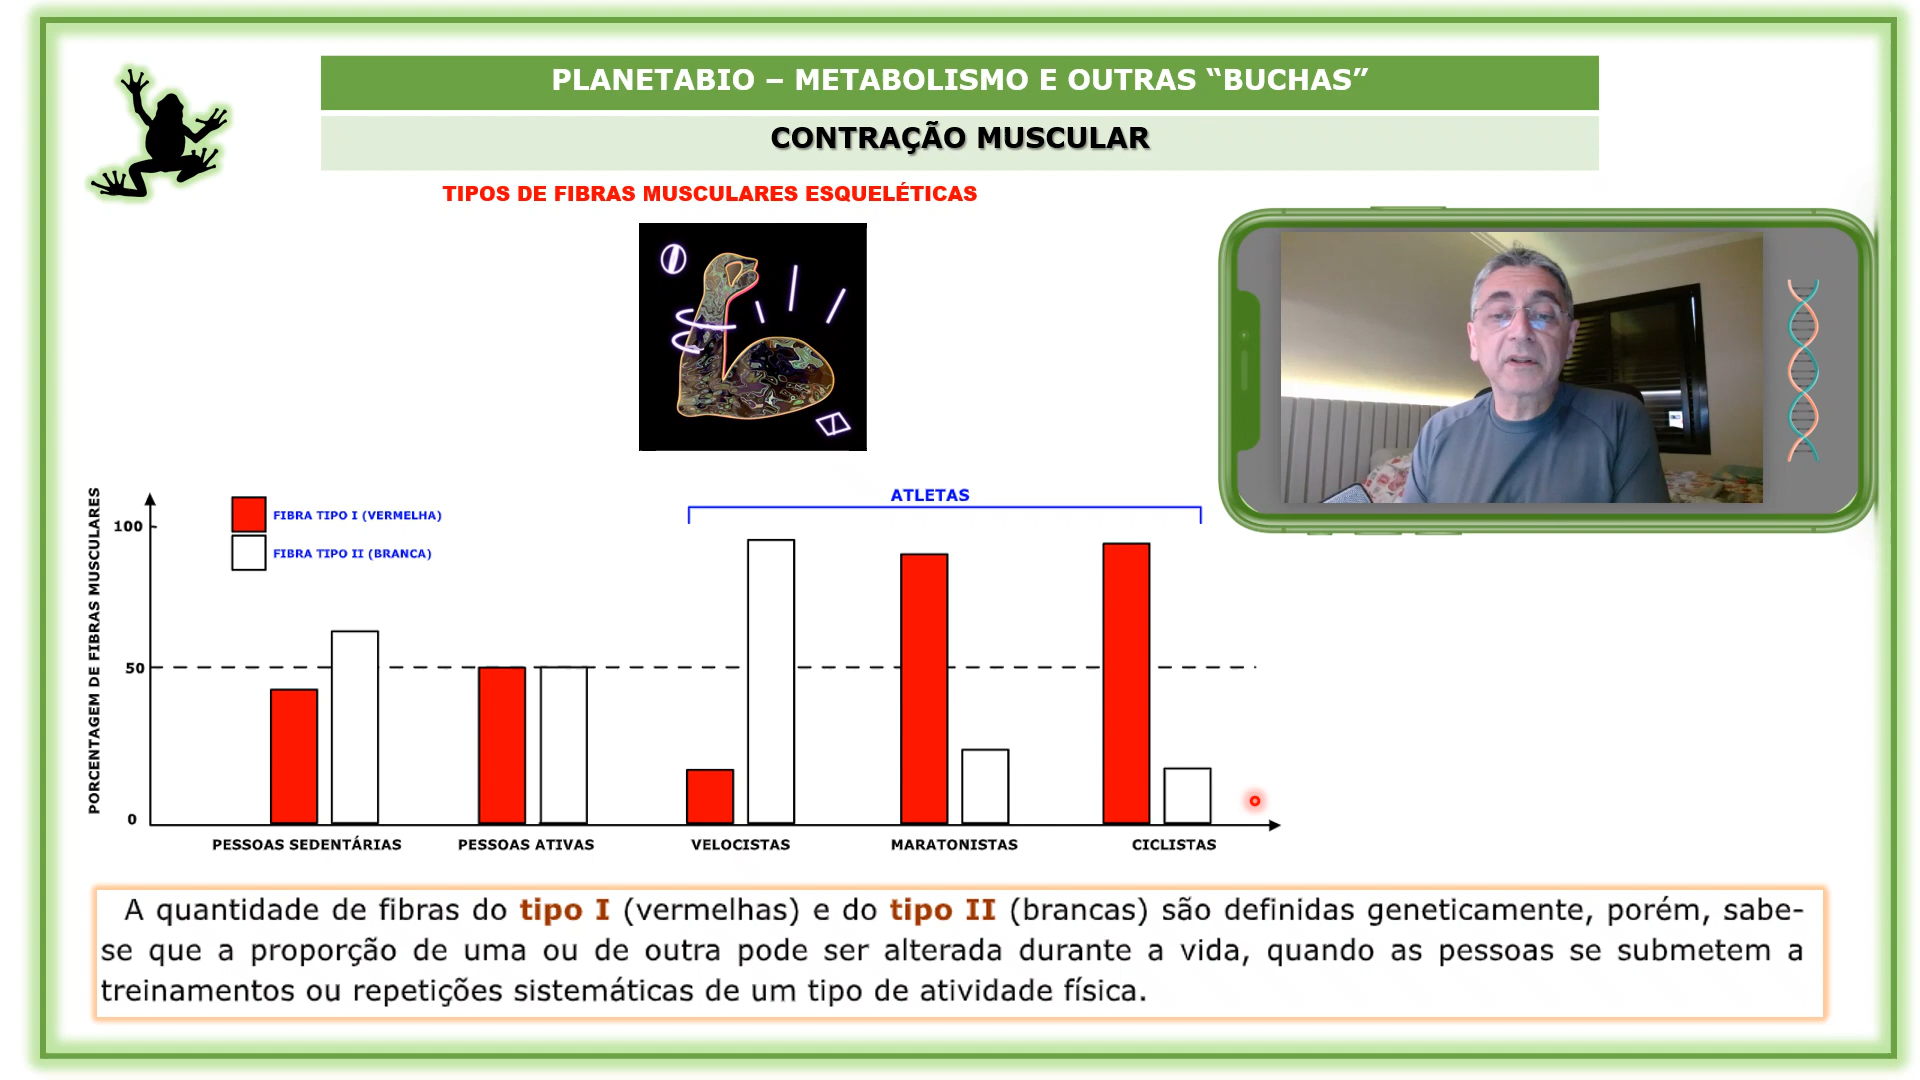 PLANETABIO – METABOLISMO E OUTRAS “BUCHAS”
CONTRAÇÃO MUSCULAR
TIPOS DE FIBRAS MUSCULARES ESQUELÉTICAS
PORCENTAGEM DE FIBRAS MUSCULARES
100
50
0
FIBRA TIPO I (VERMELHA)
FIBRA TIPO II (BRANCA)
ATLETAS
PESSOAS SEDENTÁRIAS
PESSOAS ATIVAS
VELOCISTAS
MARATONISTAS
CICLISTAS
A quantidade de fibras do tipo I (vermelhas) e do tipo II (brancas) são definidas geneticamente, porém, sabe-
se que a proporção de uma ou de outra pode ser alterada durante a vida, quando as pessoas se submetem a
treinamentos ou repetições sistemáticas de um tipo de atividade física.